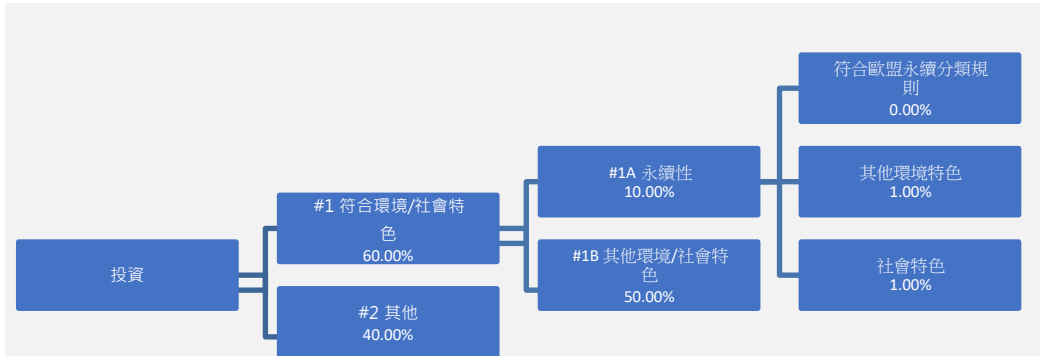 投資
#1 符合環境/社會特
色
60.00%
#2 其他
40.00%
#1A 永續性
10.00%
#1B 其他環境/社會特
色
50.00%
符合歐盟永續分類規
則
0.00%
其他環境特色
1.00%
社會特色
1.00%